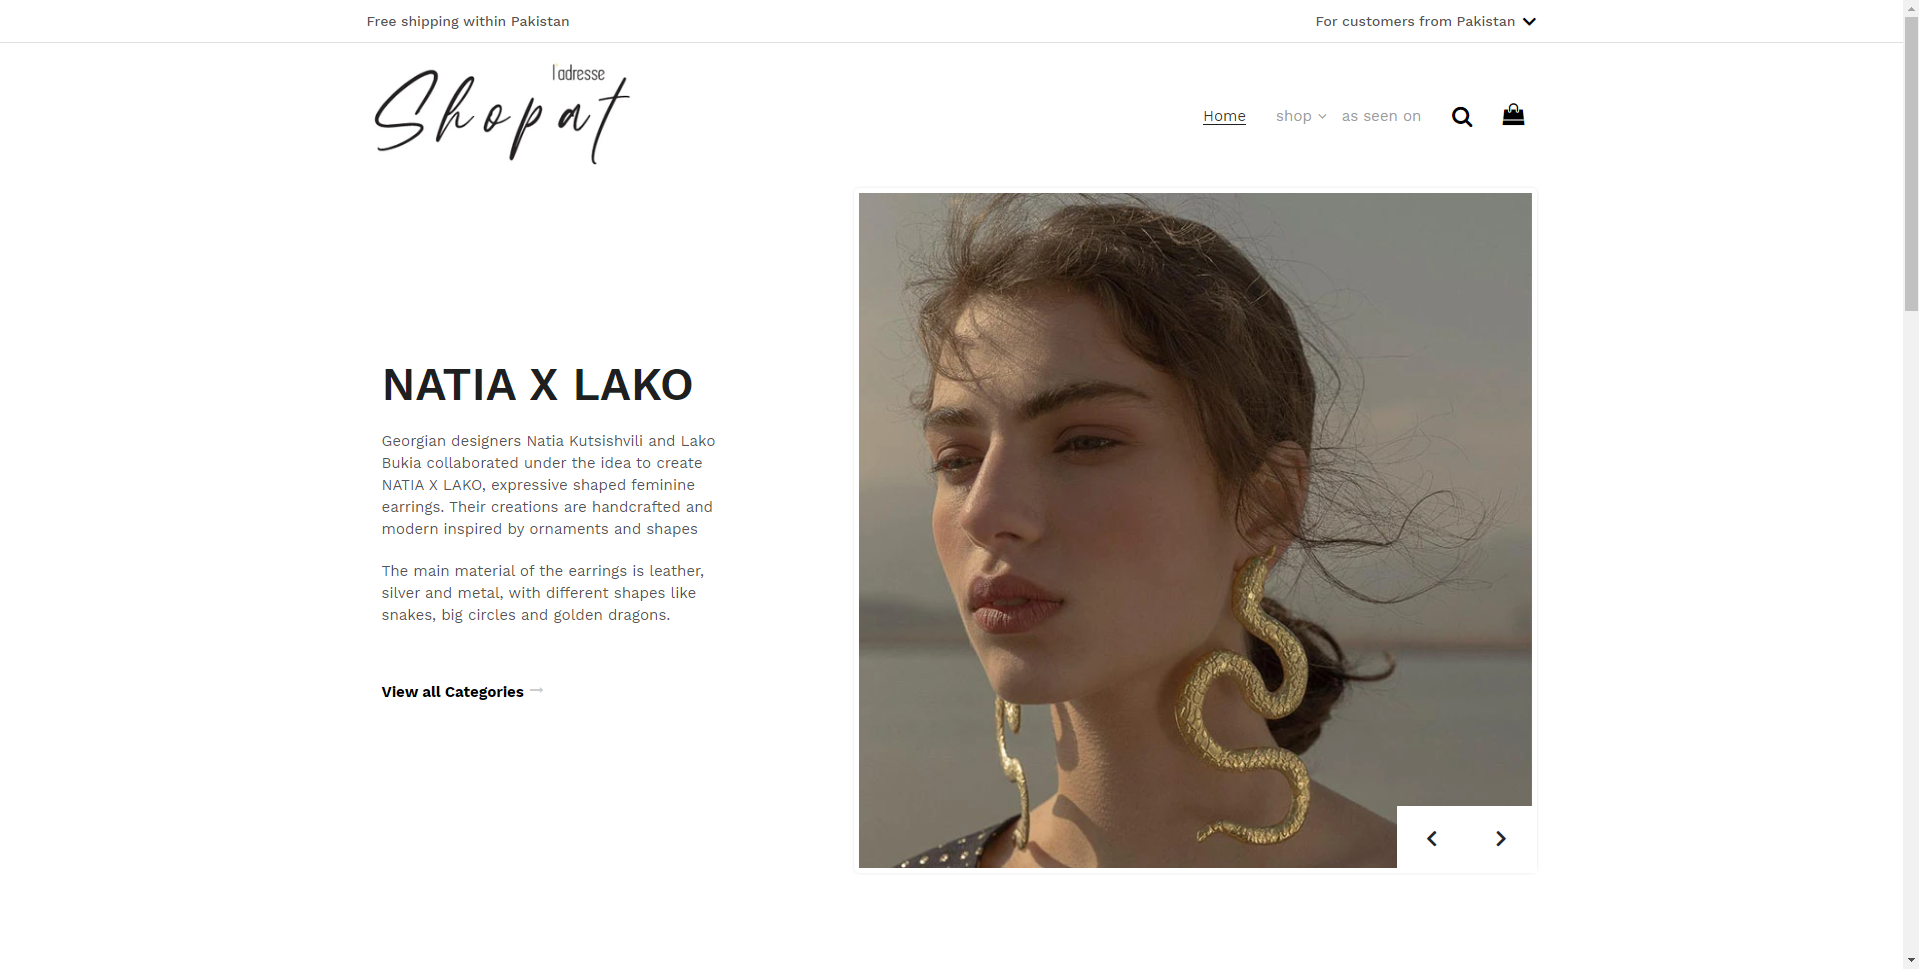 Free shipping within Pakistan
For customers from Pakistan
l'adresse
Shopat
Home
shop
as seen on
NATIA X LAKO
Georgian designers Natia Kutsishvili and Lako
Bukia collaborated under the idea to create
NATIA X LAKO, expressive shaped feminine
earrings. Their creations are handcrafted and
modern inspired by ornaments and shapes
The main material of the earrings is leather,
silver and metal, with different shapes like
snakes, big circles and golden dragons.
View all Categories